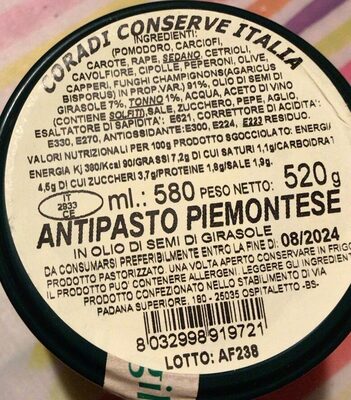 CORADI CONSERVE ITALIA
INGREDIENTI:
(POMODORO, CARCIOFI,
CAROTE, RAPE, SEDANO, CETRIOLI,
CAVOLFIORE, CIPOLLE, PEPERONI, OLIVE,
CAPPERI, FUNGHI CHAMPIGNONS(AGARICUS
BISPORUS) IN PROP.VAR.) 91%, OLIO DI SEMI DI
GIRASOLE 7%, TONNO 1%, ACQUA, ACETO DI VINO
(CONTIENE SOLFITI) SALE, ZUCCHERO, PEPE, AGLIO,
ESALTATORE DI SAPIDITA': E621, CORRETTORE DI ACIDITA':
E330, E270, ANTIOSSIDANTE: E300, E224, E223 RESIDUO.
VALORI NUTRIZIONALI PER 100g PRODOTTO SGOCCIOLATO: ENERGIA
ENERGIA Kj 380/Kcal 90/GRASSI 7,2g DI CUI SATURI 1,1g/CARBOIDRAT
4,5g DI CUI ZUCCHERI 3,7g/PROTEINE 1,8g/SALE 1,9g.
IT
2933
CE
ml.: 580 PESO NETTO: 520g
ANTIPASTO PIEMONTESE
IN OLIO DI SEMI DI GIRASOLE
DA CONSUMARSI PREFERIBILMENTE ENTRO LA FINE DI: 08/2024
PRODOTTO PASTORIZZATO. UNA VOLTA APERTO CONSERVARE IN FRIGO
IL PRODOTTO PUO' CONTENERE ALLERGENI. LEGGERE GLI INGREDIEN
PRODOTTO CONFEZIONATO NELLO STABILIMENTO DI VIA
PADANA SUPERIORE, 180 - 25035 OSPITALETTO -BS-
8 032998 919721
LOTTO: AF238